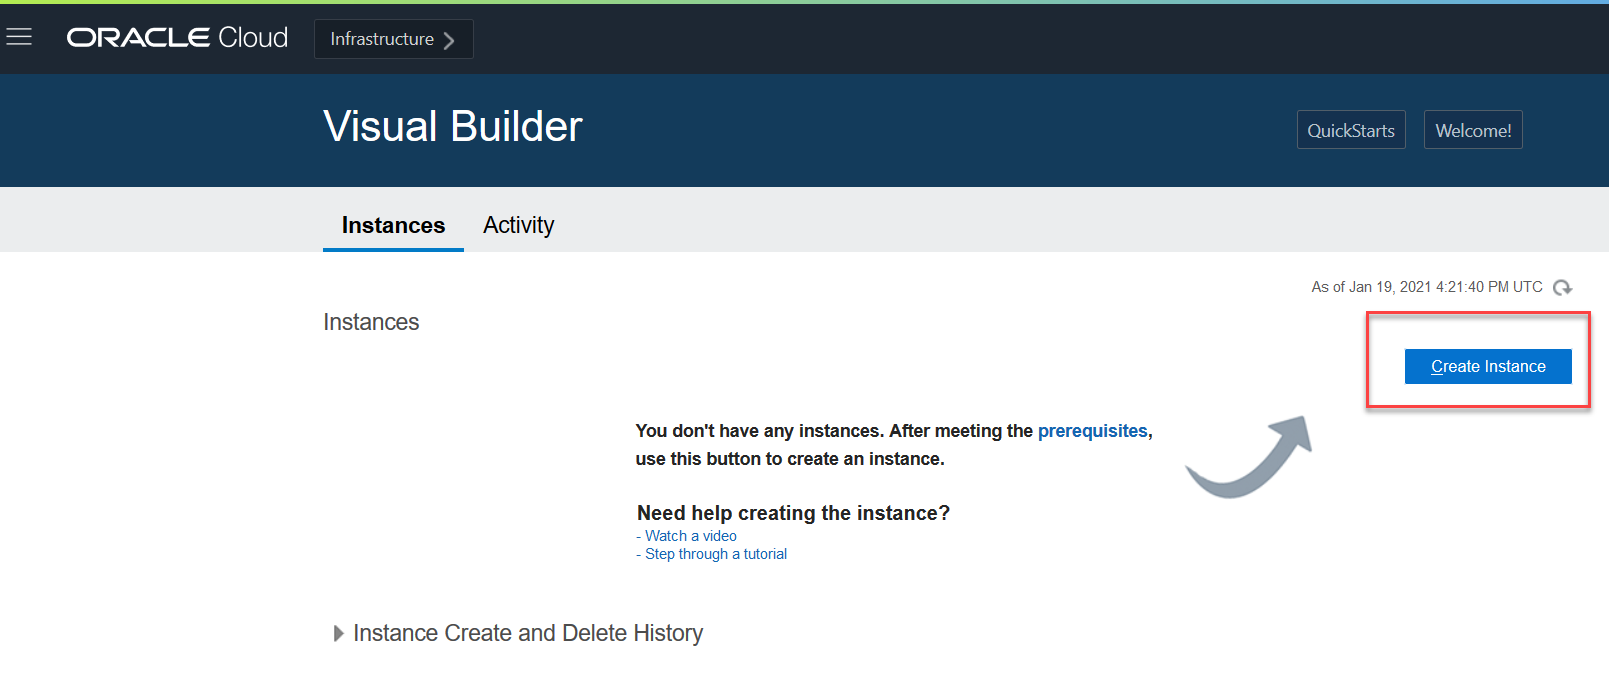 ORACLE Cloud
Infrastructure
Visual Builder
QuickStarts
Welcome!
Instances
Activity
As of Jan 19, 2021 4:21:40 PM UTC
Instances
Create Instance
You don't have any instances. After meeting the prerequisites,
use this button to create an instance.
Need help creating the instance?
- Watch a video
- Step through a tutorial
Instance Create and Delete History